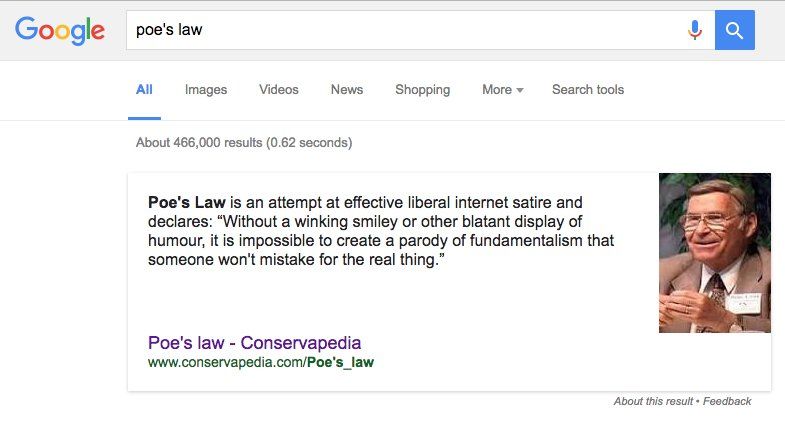 Google
poe's law
All Images Videos News Shopping More Search tools
About 466,000 results (0.62 seconds)
Poe's Law is an attempt at effective liberal internet satire and
declares: “Without a winking smiley or other blatant display of
humour, it is impossible to create a parody of fundamentalism that
someone won't mistake for the real thing.”
Poe's law - Conservapedia
www.conservapedia.com/Poe's_law
About this result • Feedback